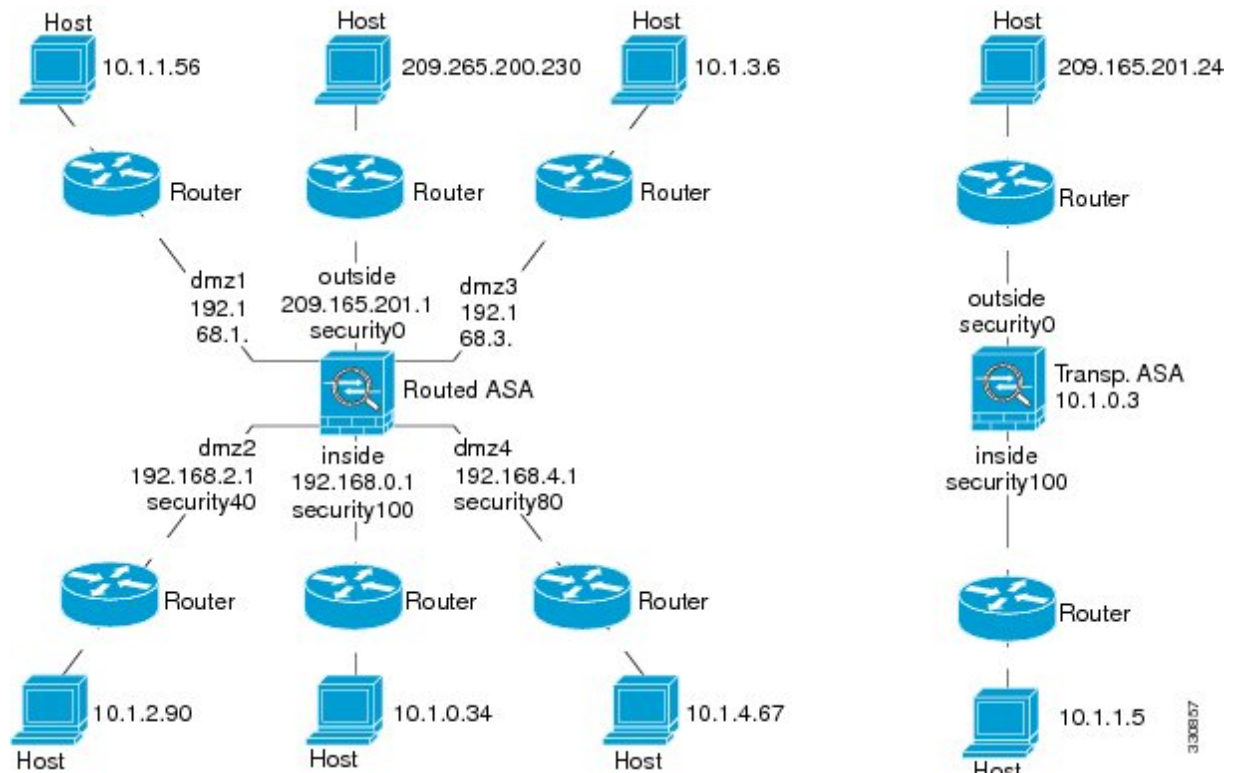 Host
Host
Host
Host
10.1.1.56
209.265.200.230
10.1.3.6
209.165.201.24
Router
Router
Router
Router
dmz1
192.1
68.1.
outside
209.165.201.1
security0
dmz3
192.1
68.3.
outside
security0
Routed ASA
Transp. ASA
10.1.0.3
dmz2
192.168.2.1
security40
inside
192.168.0.1
security100
dmz4
192.168.4.1
security80
inside
security100
Router
Router
Router
Router
10.1.2.90
10.1.0.34
10.1.4.67
10.1.1.5
Host
Host
Host
Host
330857